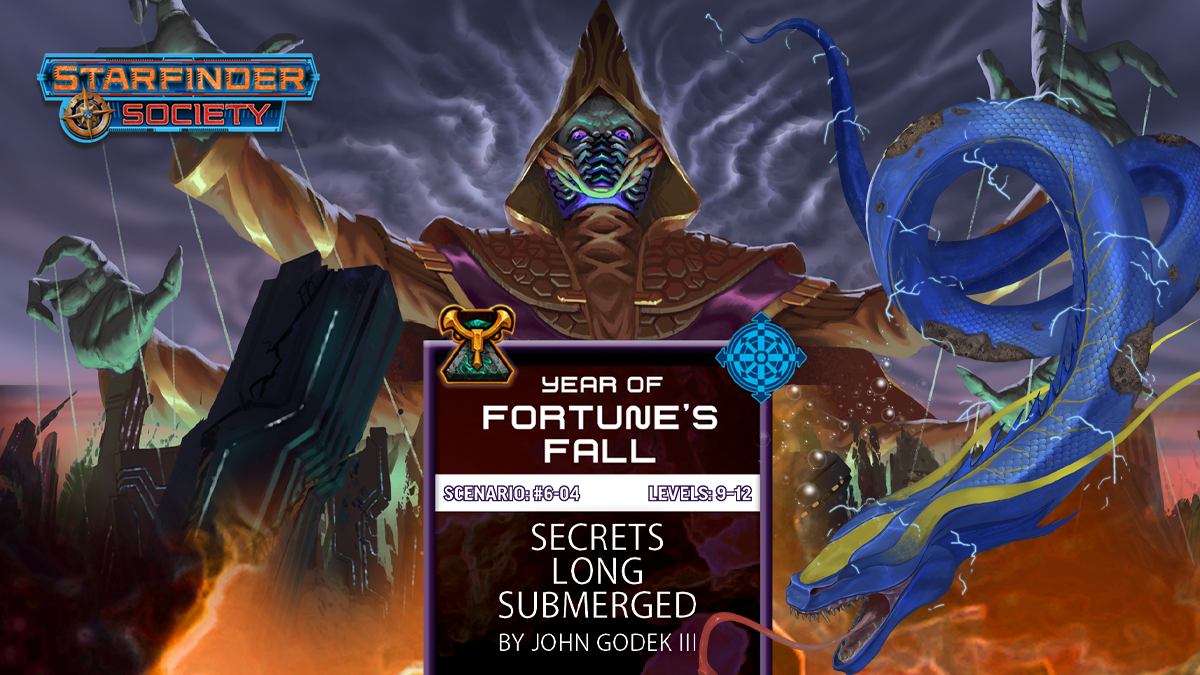 STARFINDER
SOCIETY
YEAR OF
FORTUNE'S
FALL
SCENARIO: #6-04 LEVELS: 9-12
SECRETS
LONG
SUBMERGED
BY JOHN GODEK III